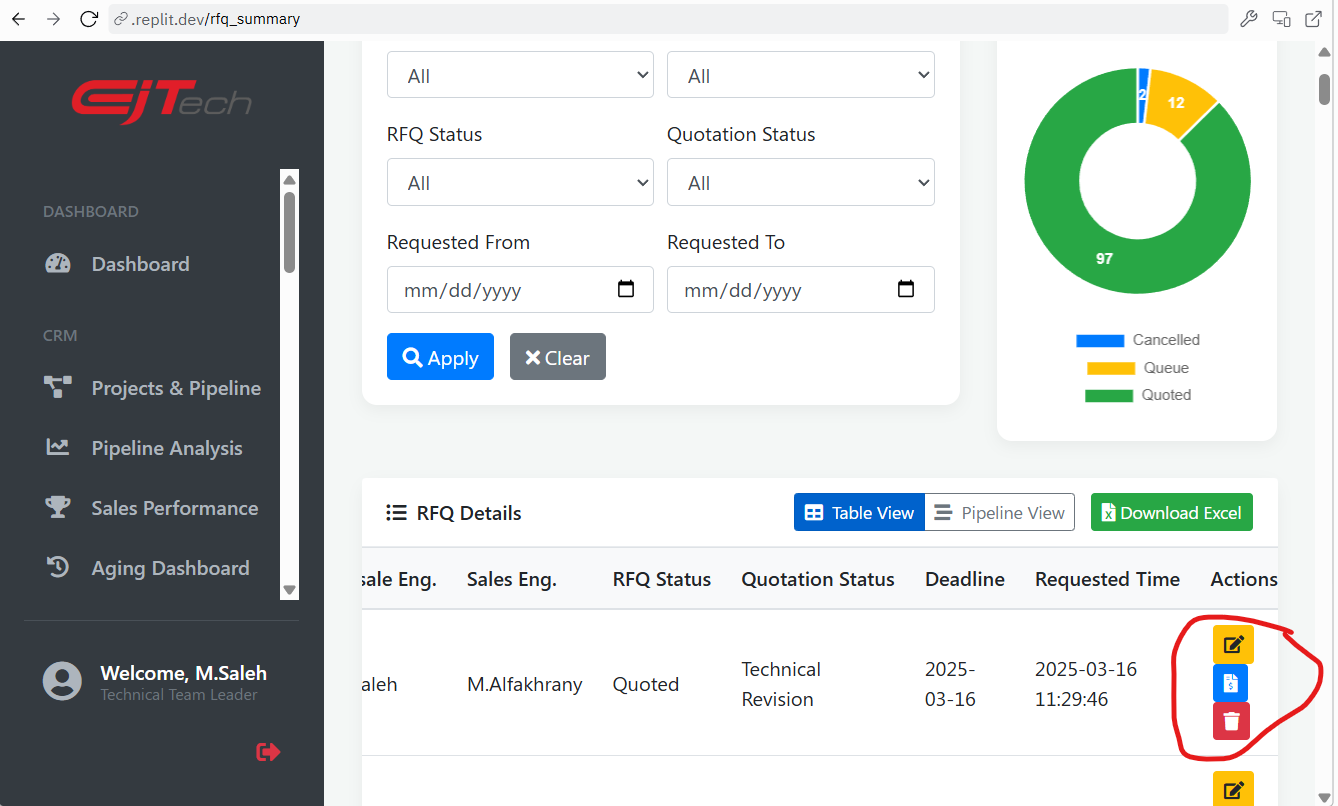 .replit.dev/rfq_summary
EJTech
DASHBOARD
Dashboard
CRM
Projects & Pipeline
Pipeline Analysis
Sales Performance
Aging Dashboard
Welcome, M.Saleh
Technical Team Leader
All All
RFQ Status Quotation Status
All All
Requested From Requested To
mm/dd/yyyy mm/dd/yyyy
Apply Clear
2 12
97
Cancelled
Queue
Quoted
RFQ Details Table View Pipeline View Download Excel
sale Eng. Sales Eng. RFQ Status Quotation Status Deadline Requested Time Actions
aleh M.Alfakhrany Quoted Technical Revision 2025-03-16 2025-03-16 11:29:46